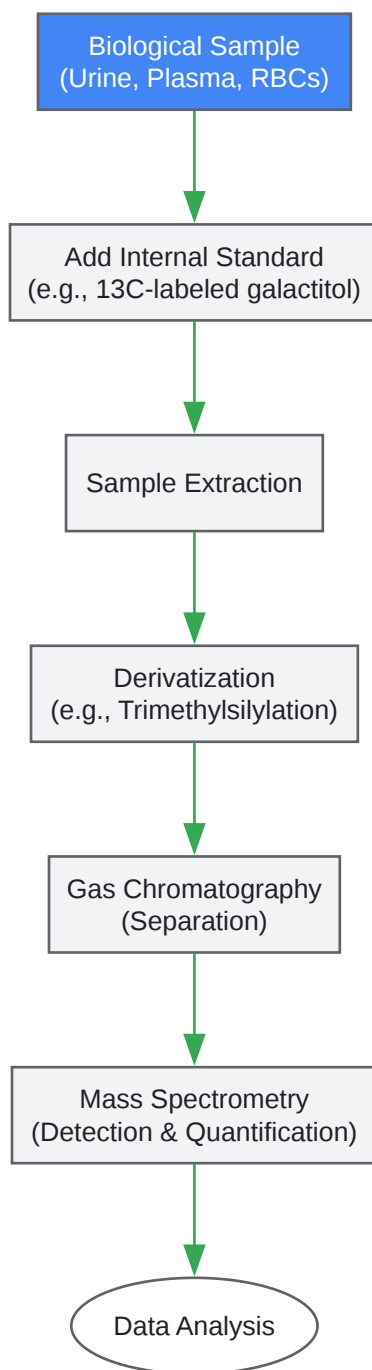 Biological Sample
(Urine, Plasma, RBCs)
Add Internal Standard
(e.g., 13C-labeled galactitol)
Sample Extraction
Derivatization
(e.g., Trimethylsilylation)
Gas Chromatography
(Separation)
Mass Spectrometry
(Detection & Quantification)
Data Analysis